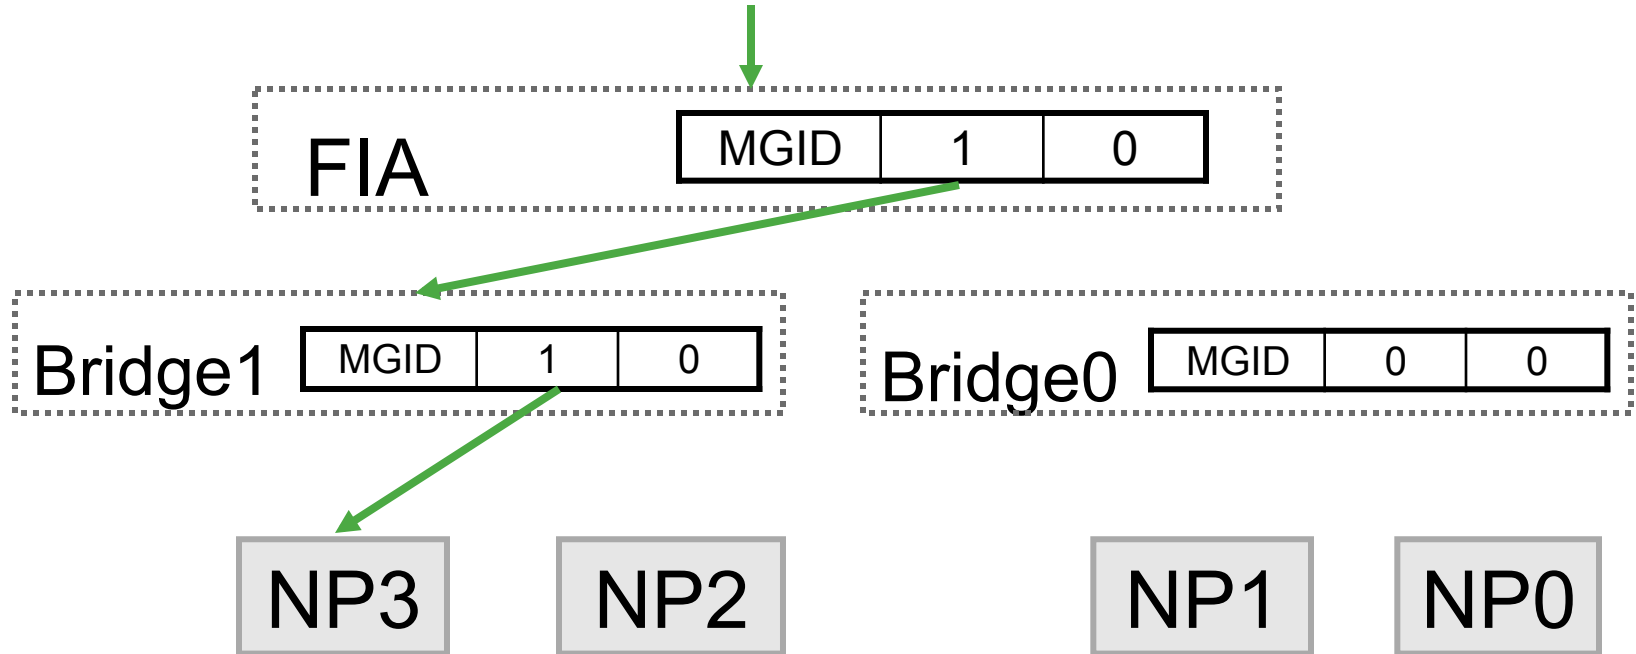 FIA MGID 1 0
Bridge1 MGID 1 0
Bridge0 MGID 0 0
NP3 NP2 NP1 NP0